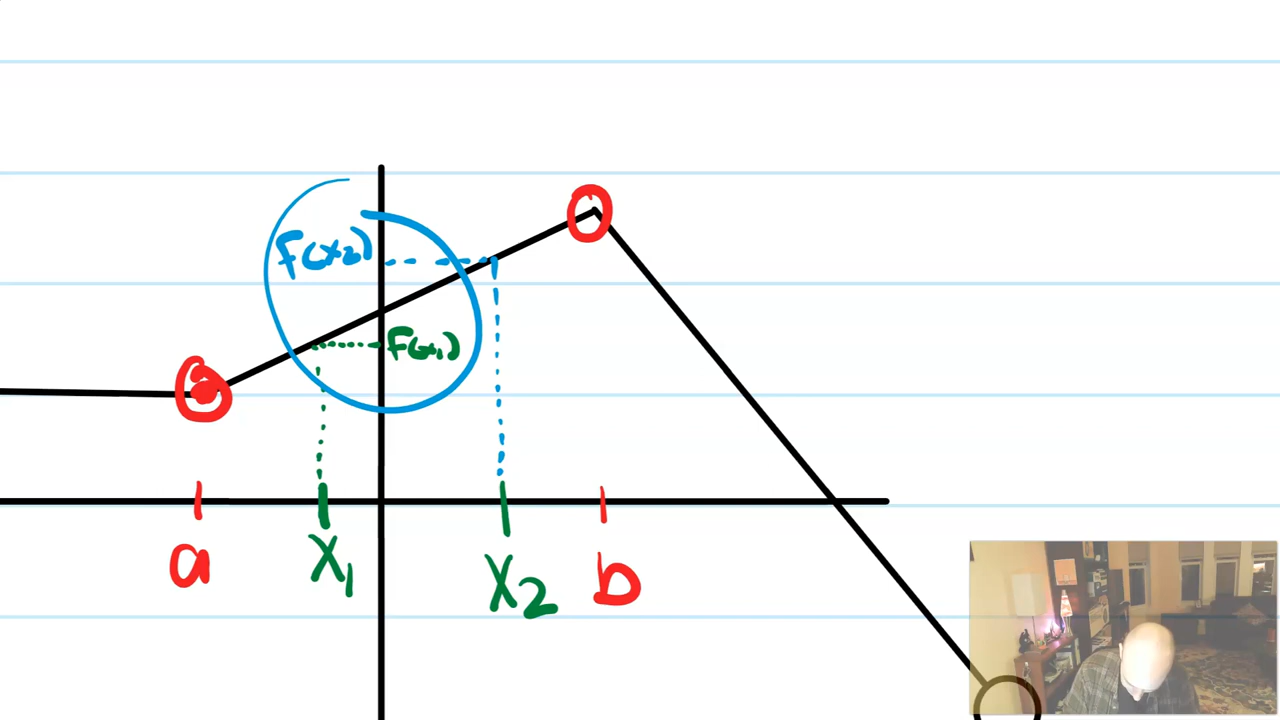 f(x₂)
f(x₁)
a
x₁
x₂
b